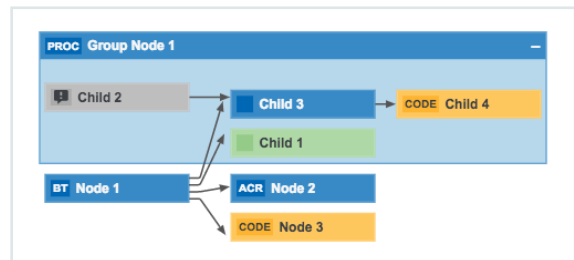 PROC Group Node 1 –
Child 2
Child 3
CODE Child 4
Child 1
BT Node 1
ACR Node 2
CODE Node 3